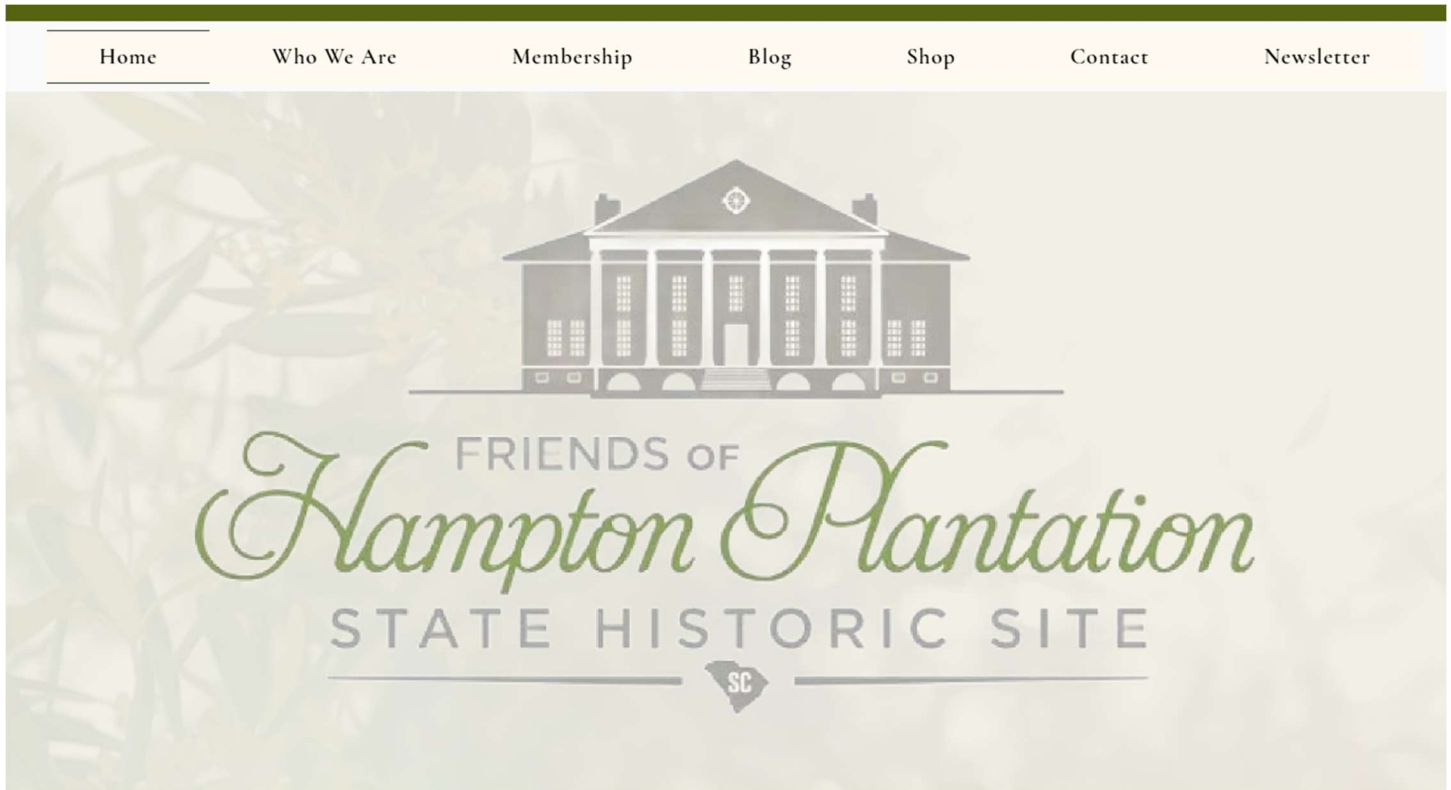 Home Who We Are Membership Blog Shop Contact Newsletter
FRIENDS OF
Hampton Plantation
STATE HISTORIC SITE
SC